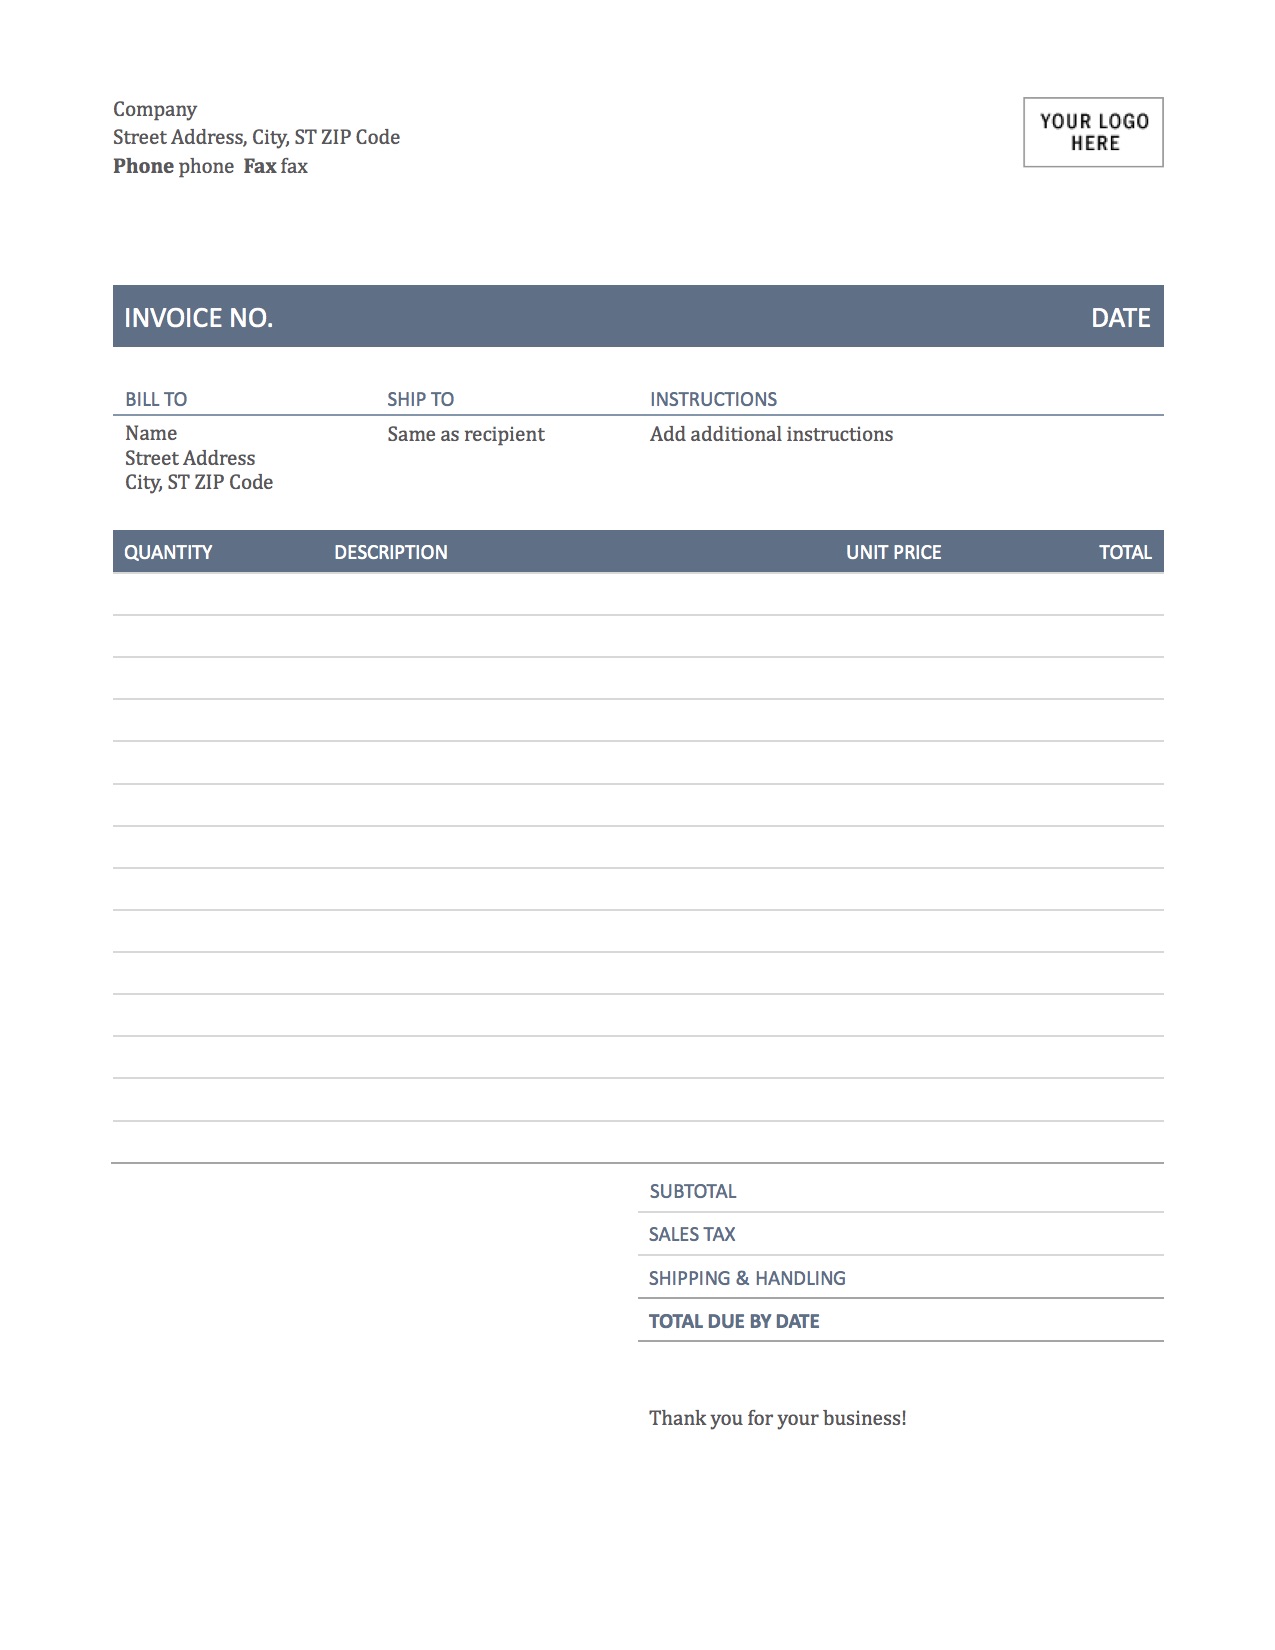 Company
Street Address, City, ST ZIP Code
Phone phone Fax fax
YOUR LOGO
HERE
INVOICE NO. DATE
BILL TO SHIP TO INSTRUCTIONS
Name Same as recipient Add additional instructions
Street Address
City, ST ZIP Code
QUANTITY DESCRIPTION UNIT PRICE TOTAL
SUBTOTAL
SALES TAX
SHIPPING & HANDLING
TOTAL DUE BY DATE
Thank you for your business!